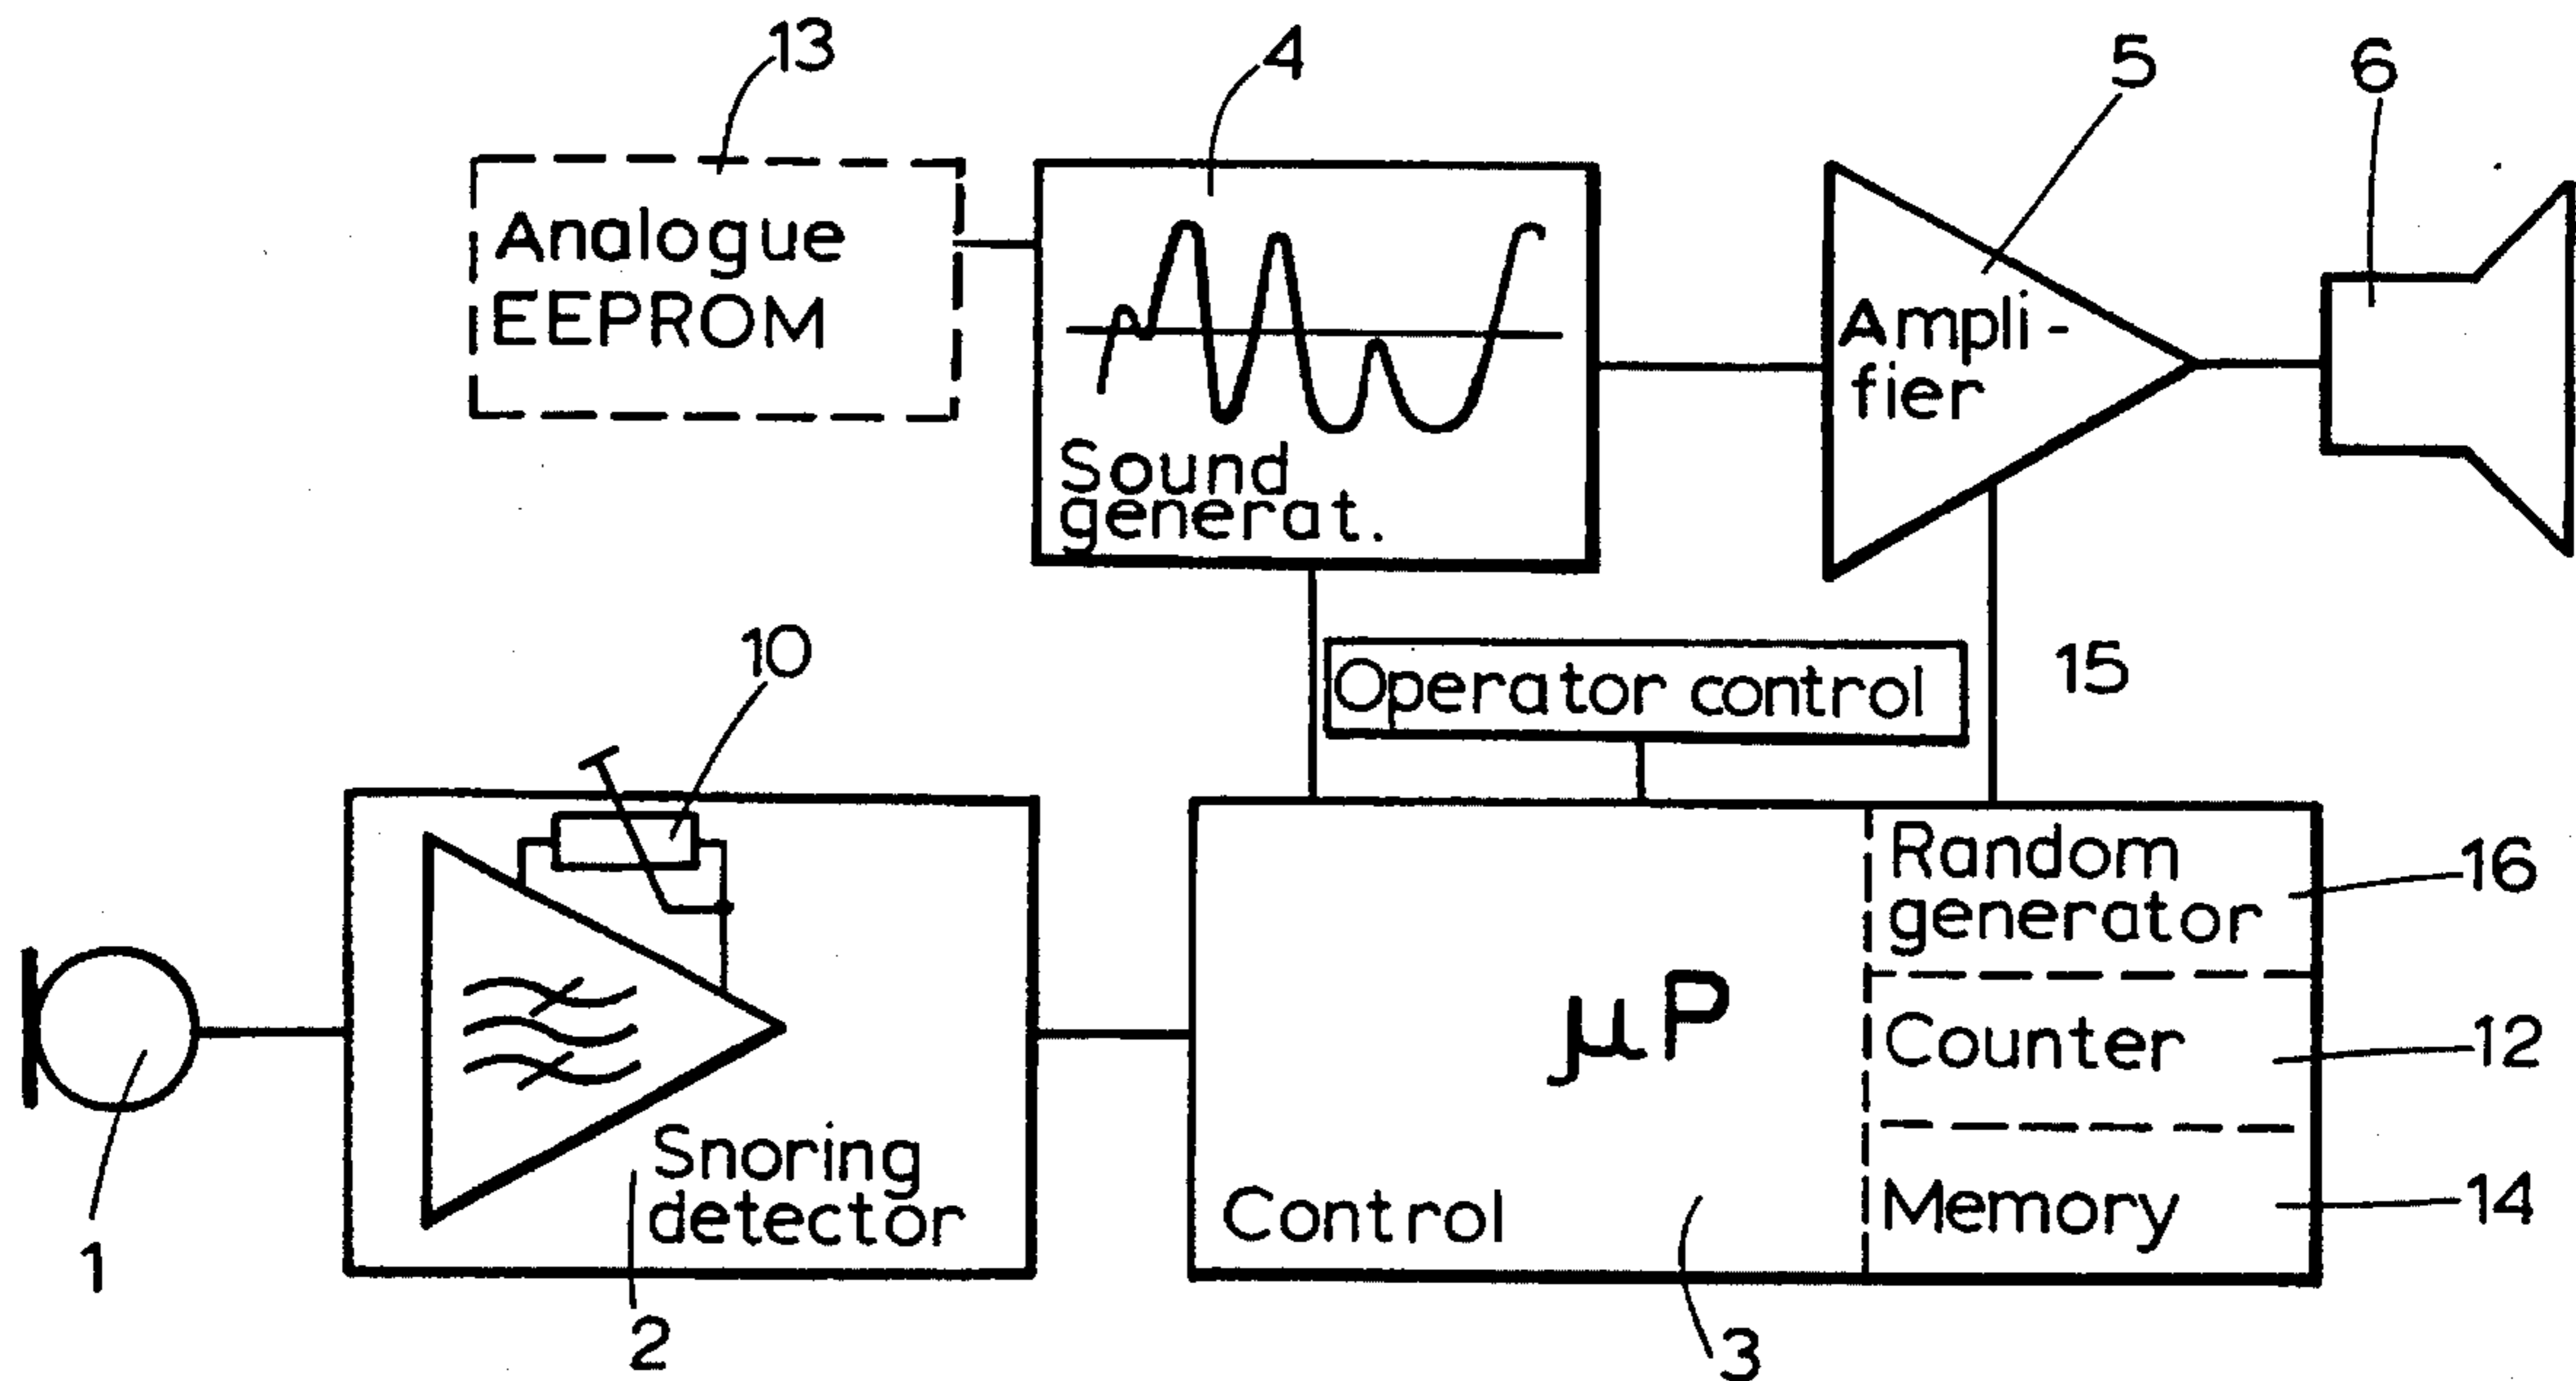 13
4
5
6
Analogue
EEPROM
Ampli-
fier
Sound
generat.
10
Operator control
15
Random
generator
16
µP
Counter
12
Snoring
detector
Control
Memory
14
1
2
3